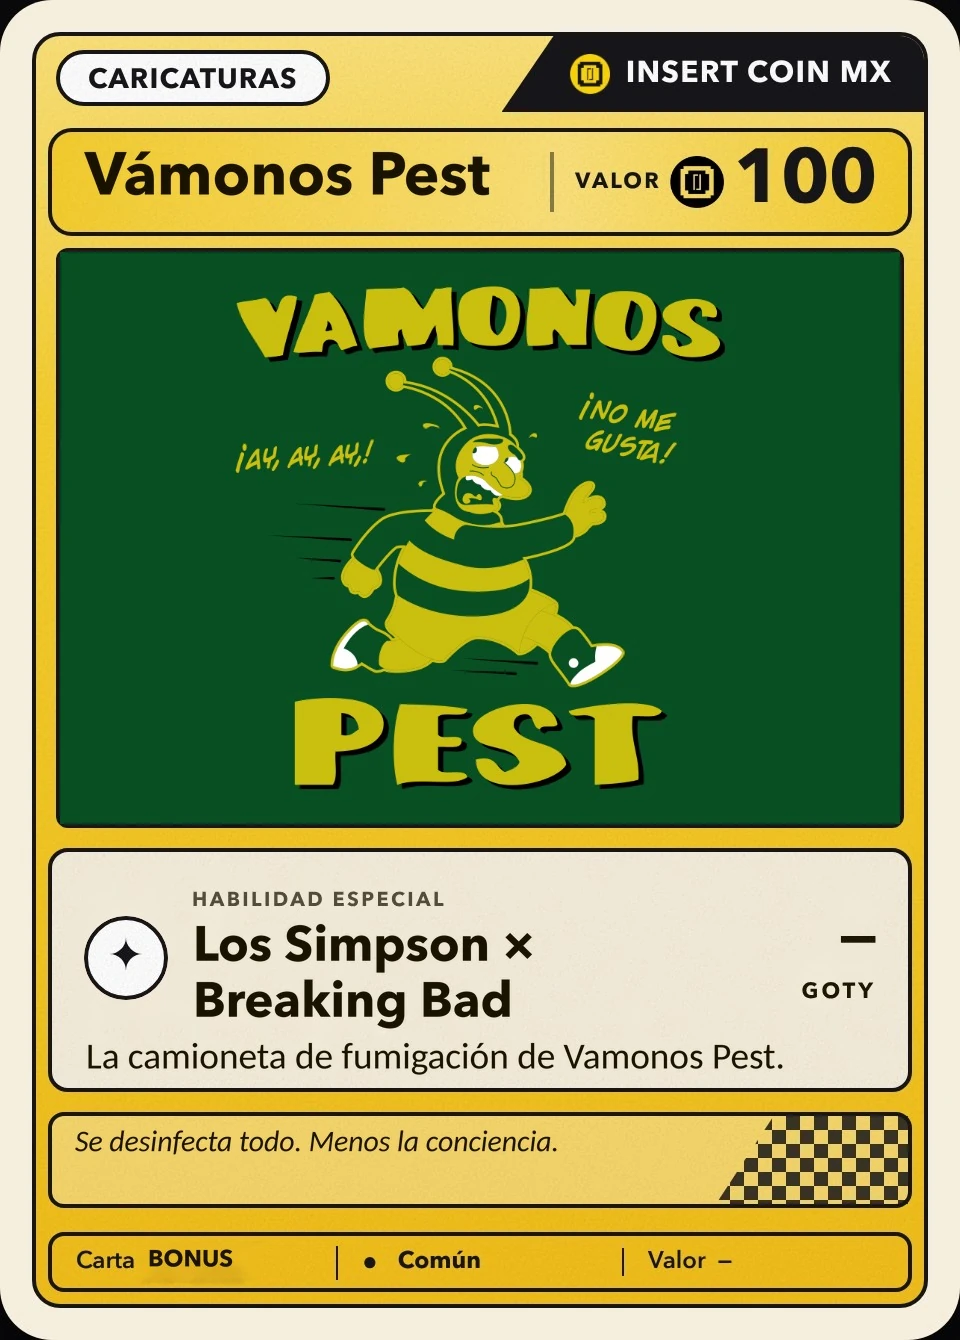 CARICATURAS
INSERT COIN MX
Vámonos Pest
VALOR 100
VAMONOS
¡NO ME
GUSTA!
¡AY, AY, AY,!
PEST
HABILIDAD ESPECIAL
Los Simpson ×
Breaking Bad
–
GOTY
La camioneta de fumigación de Vamonos Pest.
Se desinfecta todo. Menos la conciencia.
Carta BONUS
• Común
Valor –